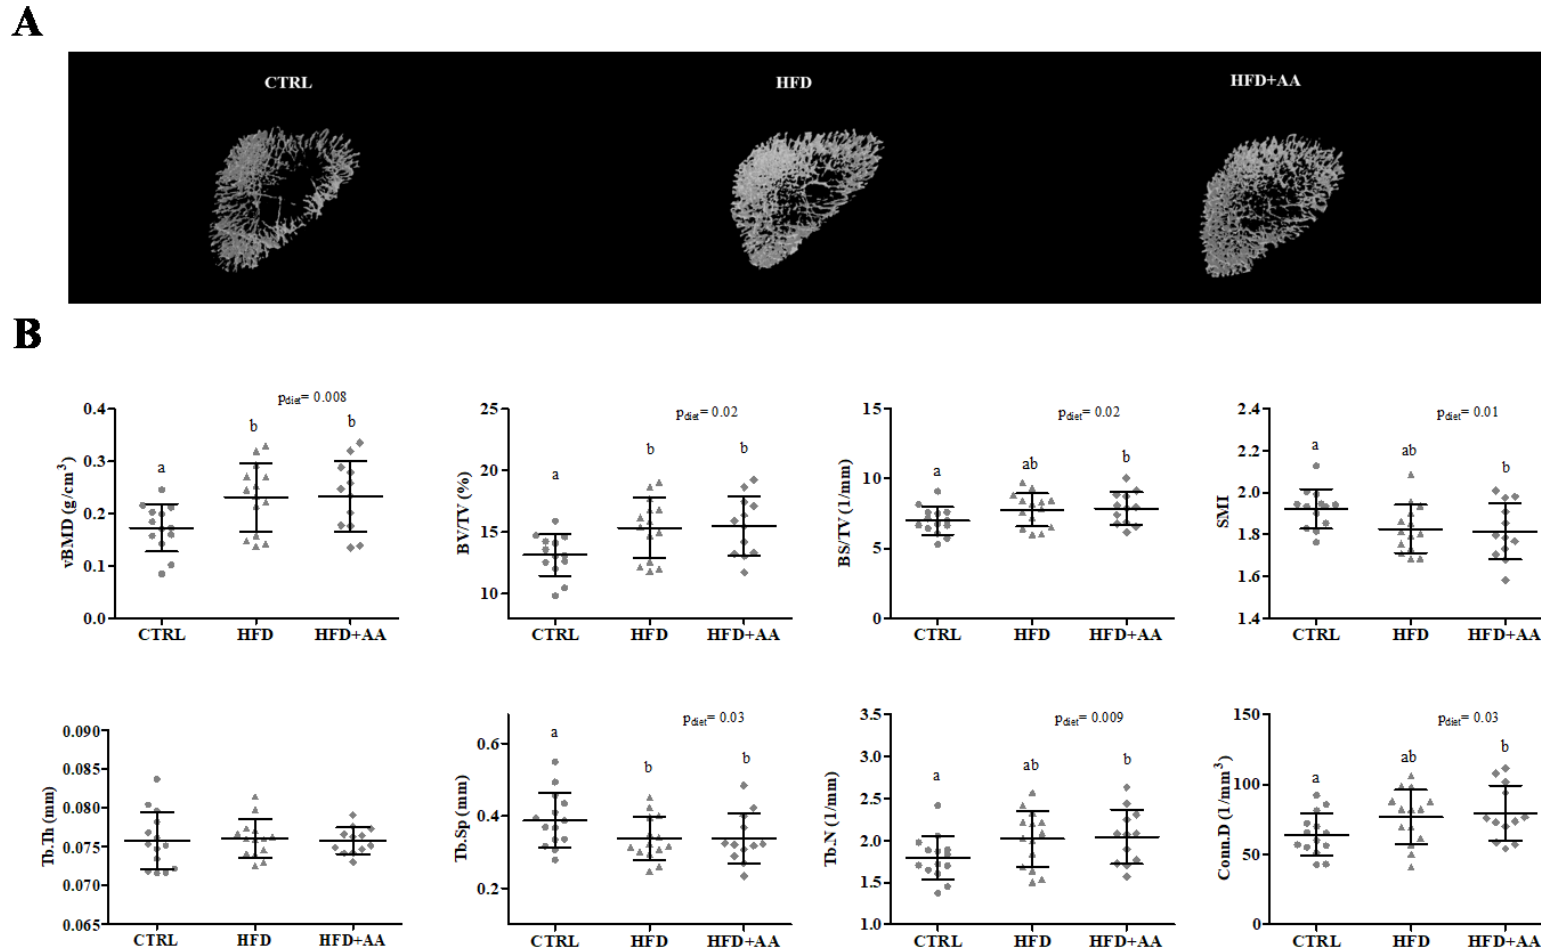 A
CTRL
HFD
HFD+AA
B
p_diet= 0.008
vBMD (g/cm³)
0.4
0.3
0.2
0.1
0.0
a
b
b
CTRL
HFD
HFD+AA
p_diet= 0.02
BV/TV (%)
25
20
15
10
a
b
b
CTRL
HFD
HFD+AA
p_diet= 0.02
BS/TV (1/mm)
15
10
5
0
a
ab
b
CTRL
HFD
HFD+AA
p_diet= 0.01
SMI
2.4
2.2
2.0
1.8
1.6
1.4
a
ab
b
CTRL
HFD
HFD+AA
Tb.Th (mm)
0.090
0.085
0.080
0.075
0.070
0.065
CTRL
HFD
HFD+AA
p_diet= 0.03
Tb.Sp (mm)
0.6
0.4
0.2
a
b
b
CTRL
HFD
HFD+AA
p_diet= 0.009
Tb.N (1/mm)
3.5
3.0
2.5
2.0
1.5
1.0
a
ab
b
CTRL
HFD
HFD+AA
p_diet= 0.03
Conn.D (1/mm³)
150
100
50
0
a
ab
b
CTRL
HFD
HFD+AA